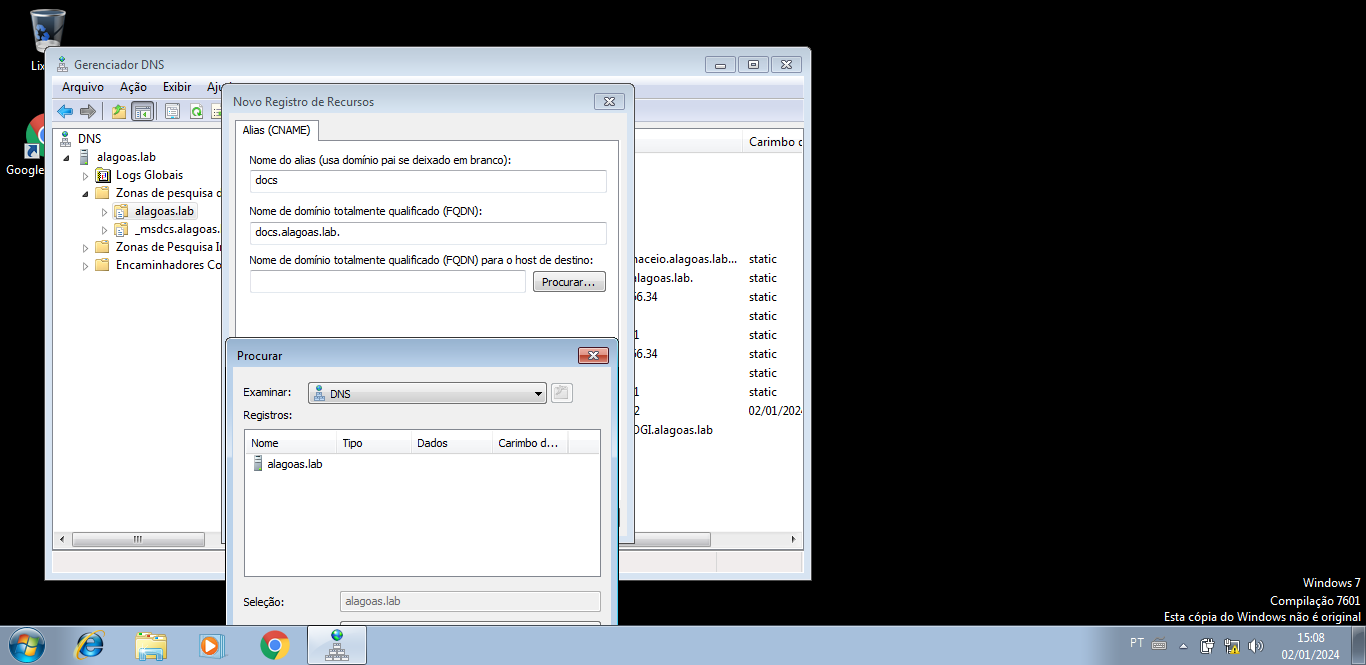 Lix
Google
Gerenciador DNS
Arquivo Ação Exibir Aju
DNS
alagoas.lab
Logs Globais
Zonas de pesquisa d
alagoas.lab
_msdcs.alagoas.
Zonas de Pesquisa In
Encaminhadores Co
Novo Registro de Recursos
Alias (CNAME)
Nome do alias (usa domínio pai se deixado em branco):
docs
Nome de domínio totalmente qualificado (FQDN):
docs.alagoas.lab.
Nome de domínio totalmente qualificado (FQDN) para o host de destino:
Procurar...
Carimbo d
naceio.alagoas.lab... static
alagoas.lab. static
56.34 static
static
1 static
56.34 static
static
1 static
2 02/01/2024
OGI.alagoas.lab
Procurar
Examinar: DNS
Registros:
Nome Tipo Dados Carimbo d...
alagoas.lab
Seleção: alagoas.lab
Windows 7
Compilação 7601
Esta cópia do Windows não é original
PT
15:08
02/01/2024